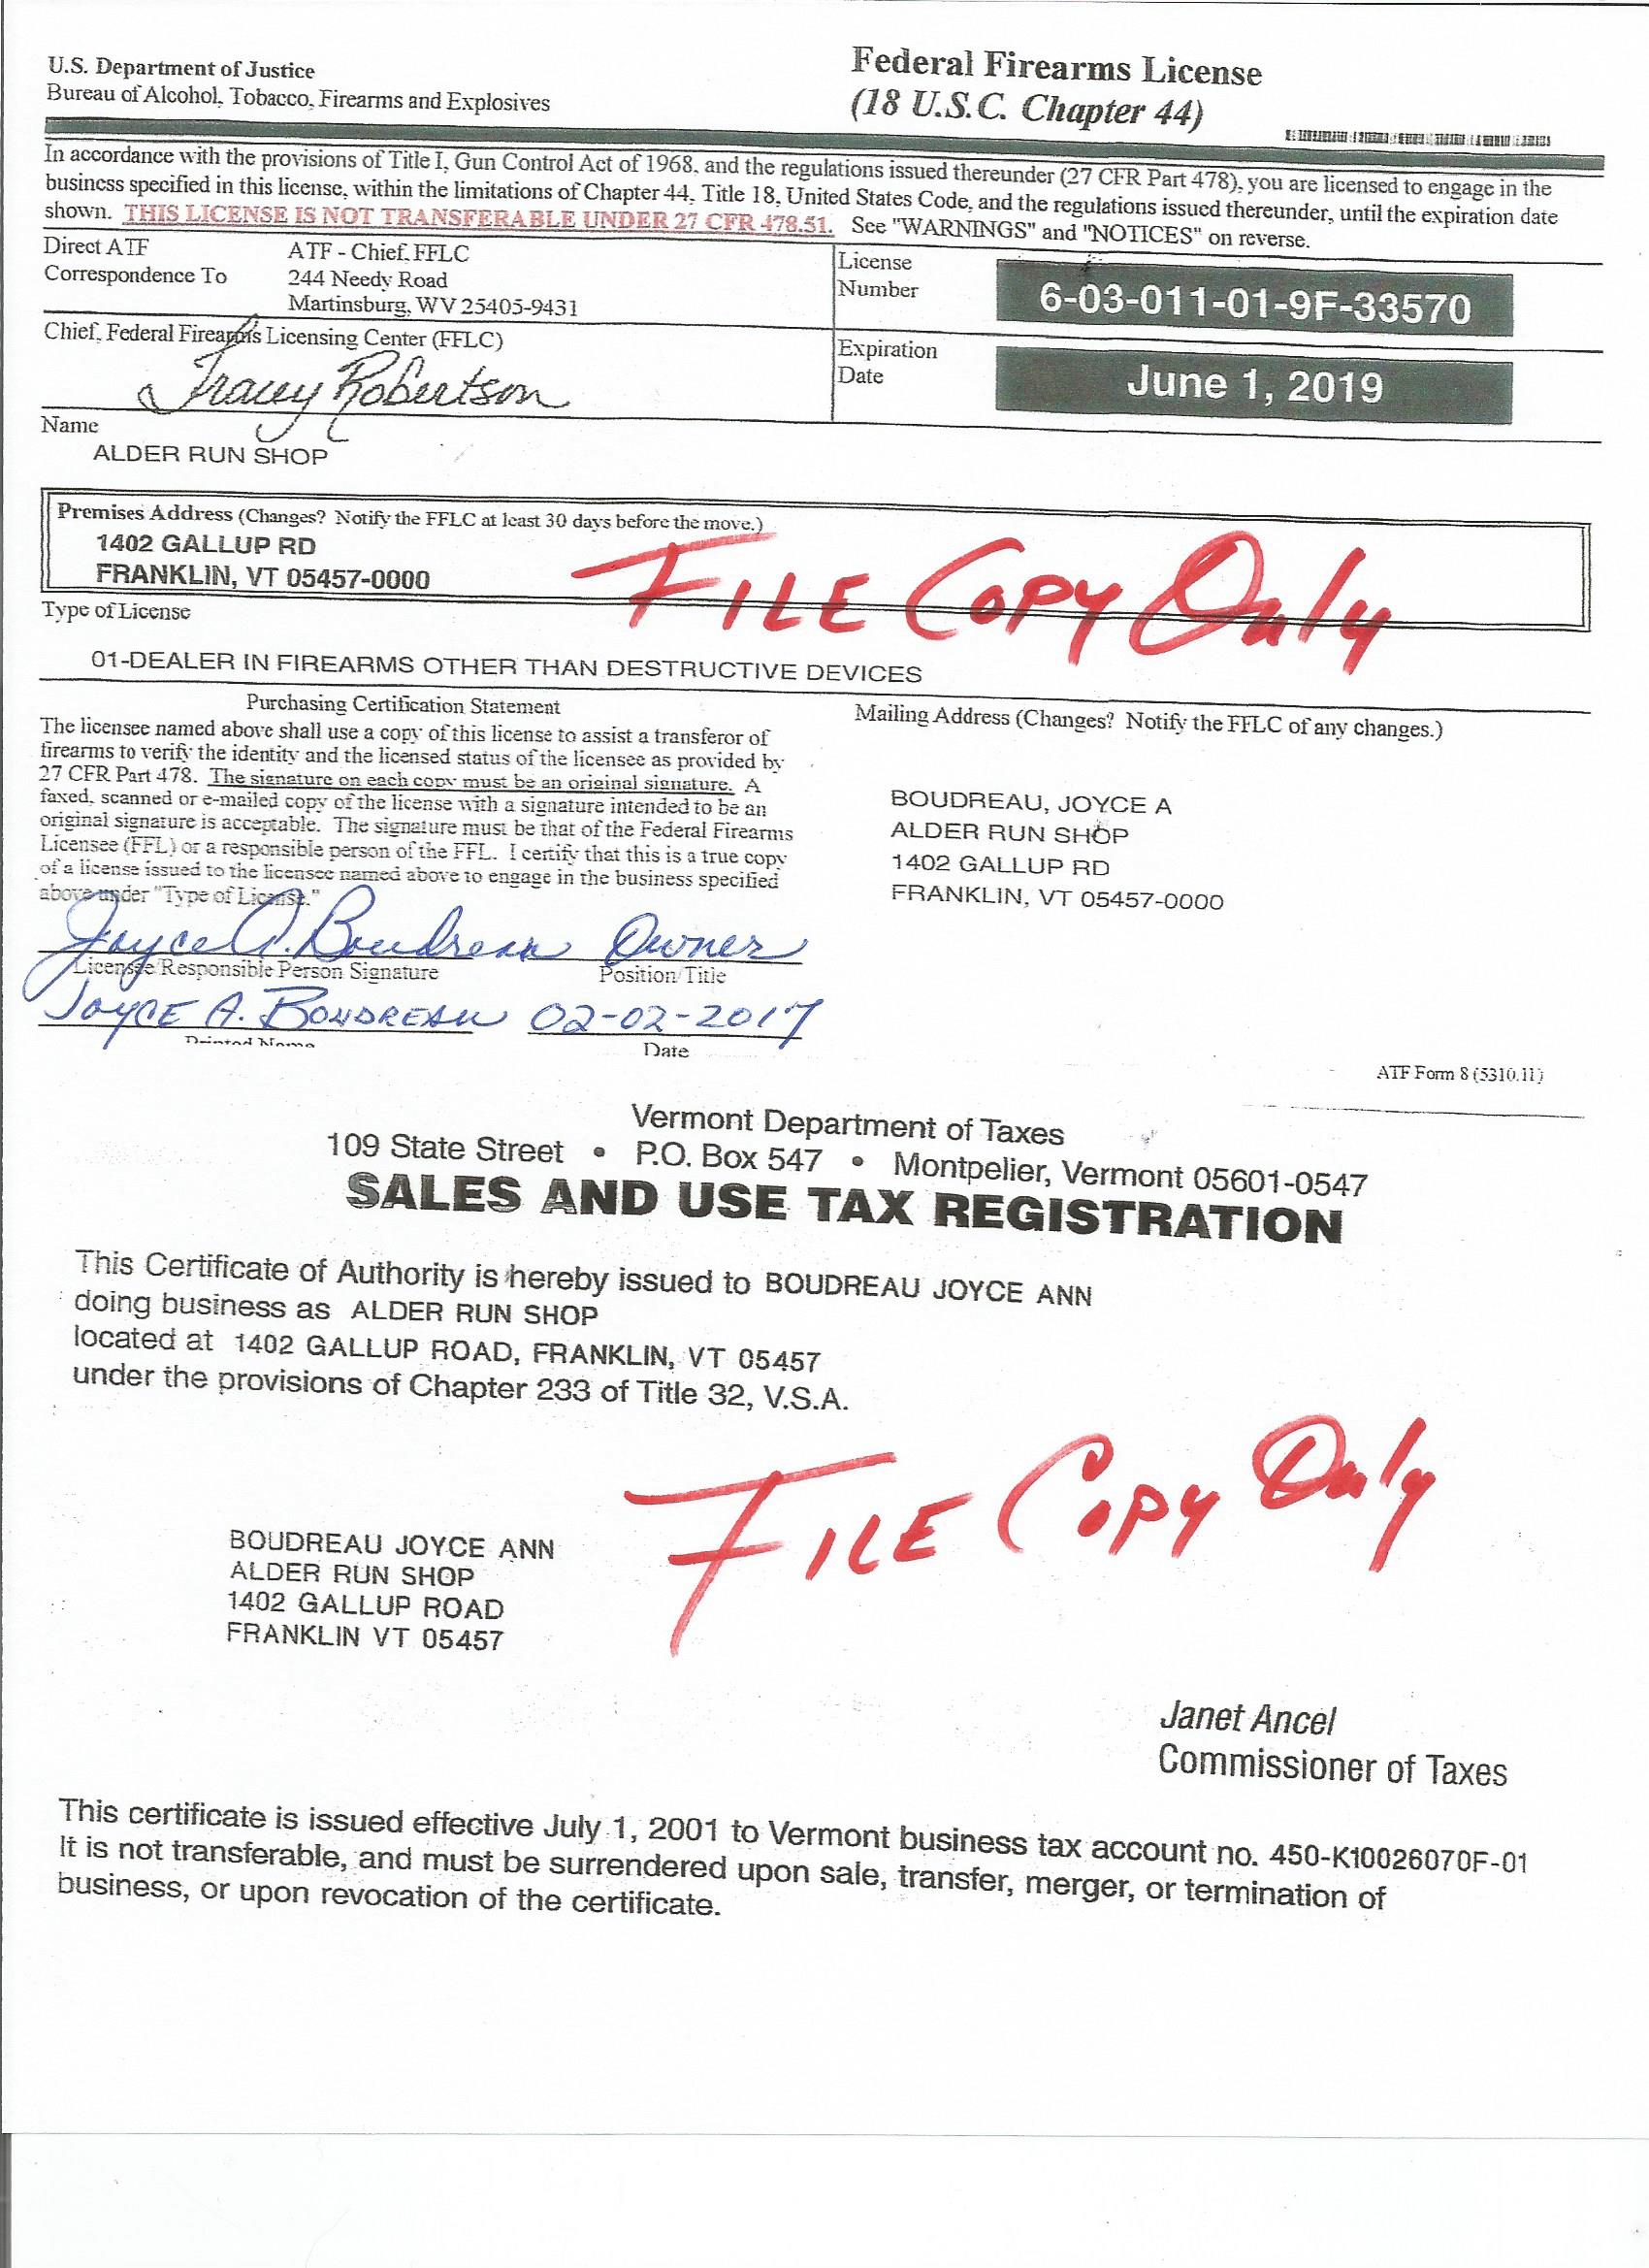 U.S. Department of Justice
Bureau of Alcohol, Tobacco, Firearms and Explosives
Federal Firearms License
(18 U.S.C. Chapter 44)
In accordance with the provisions of Title I, Gun Control Act of 1968, and the regulations issued thereunder (27 CFR Part 478), you are licensed to engage in the
business specified in this license, within the limitations of Chapter 44, Title 18, United States Code, and the regulations issued thereunder, until the expiration date
shown. THIS LICENSE IS NOT TRANSFERABLE UNDER 27 CFR 478.51. See "WARNINGS" and "NOTICES" on reverse.
Direct ATF
Correspondence To
ATF - Chief, FFLC
244 Needy Road
Martinsburg, WV 25405-9431
License
Number
6-03-011-01-9F-33570
Chief, Federal Firearms Licensing Center (FFLC)
Tracey Robertson
Expiration
Date
June 1, 2019
Name
ALDER RUN SHOP
Premises Address (Changes? Notify the FFLC at least 30 days before the move.)
1402 GALLUP RD
FRANKLIN, VT 05457-0000
FILE COPY Only
Type of License
01-DEALER IN FIREARMS OTHER THAN DESTRUCTIVE DEVICES
Purchasing Certification Statement
The licensee named above shall use a copy of this license to assist a transferor of
firearms to verify the identity and the licensed status of the licensee as provided by
27 CFR Part 478. The signature on each copy must be an original signature. A
faxed, scanned or e-mailed copy of the license with a signature intended to be an
original signature is acceptable. The signature must be that of the Federal Firearms
Licensee (FFL) or a responsible person of the FFL. I certify that this is a true copy
of a license issued to the licensee named above to engage in the business specified
above under "Type of License."
Mailing Address (Changes? Notify the FFLC of any changes.)
BOUDREAU, JOYCE A
ALDER RUN SHOP
1402 GALLUP RD
FRANKLIN, VT 05457-0000
Joyce A. Boudreau Owner
Licensee/Responsible Person Signature Position/Title
JOYCE A. BOUDREAU 02-02-2017
Printed Name Date
ATF Form 8 (5310.11)
Vermont Department of Taxes
109 State Street • P.O. Box 547 • Montpelier, Vermont 05601-0547
SALES AND USE TAX REGISTRATION
This Certificate of Authority is hereby issued to BOUDREAU JOYCE ANN
doing business as ALDER RUN SHOP
located at 1402 GALLUP ROAD, FRANKLIN, VT 05457
under the provisions of Chapter 233 of Title 32, V.S.A.
FILE COPY Only
BOUDREAU JOYCE ANN
ALDER RUN SHOP
1402 GALLUP ROAD
FRANKLIN VT 05457
Janet Ancel
Commissioner of Taxes
This certificate is issued effective July 1, 2001 to Vermont business tax account no. 450-K10026070F-01
It is not transferable, and must be surrendered upon sale, transfer, merger, or termination of
business, or upon revocation of the certificate.